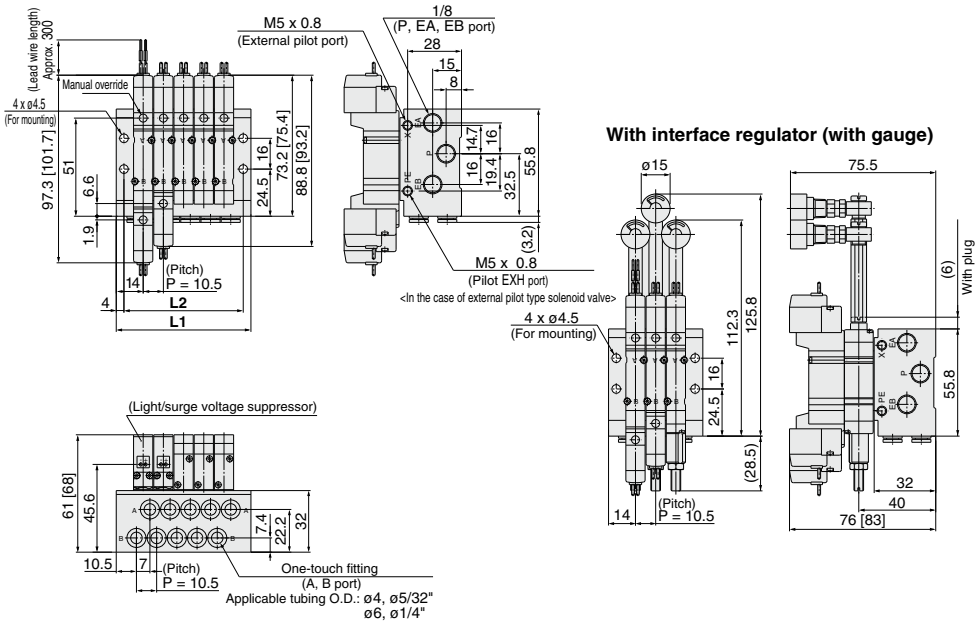 (Lead wire length)
Approx. 300
Manual override
4 x ø4.5
(For mounting)
97.3 [101.7]
51
6.6
1.9
A A A A A
B B B B B
16
24.5
73.2 [75.4]
88.8 [93.2]
14
(Pitch)
P = 10.5
4
L2
L1
M5 x 0.8
(External pilot port)
1/8
(P, EA, EB port)
28
15
8
X
EA
P
PE
EB
14.7
16
16
19.4
32.5
55.8
(3.2)
M5 x 0.8
(Pilot EXH port)
<In the case of external pilot type solenoid valve>
With interface regulator (with gauge)
ø15
4 x ø4.5
(For mounting)
A A A
B B B
16
24.5
112.3
125.8
(28.5)
14
(Pitch)
P = 10.5
75.5
(6)
With plug
X
EA
P
PE
EB
55.8
32
40
76 [83]
(Light/surge voltage suppressor)
61 [68]
45.6
A
A
B
B
7.4
22.2
32
10.5
7
(Pitch)
P = 10.5
One-touch fitting
(A, B port)
Applicable tubing O.D.: ø4, ø5/32"
ø6, ø1/4"